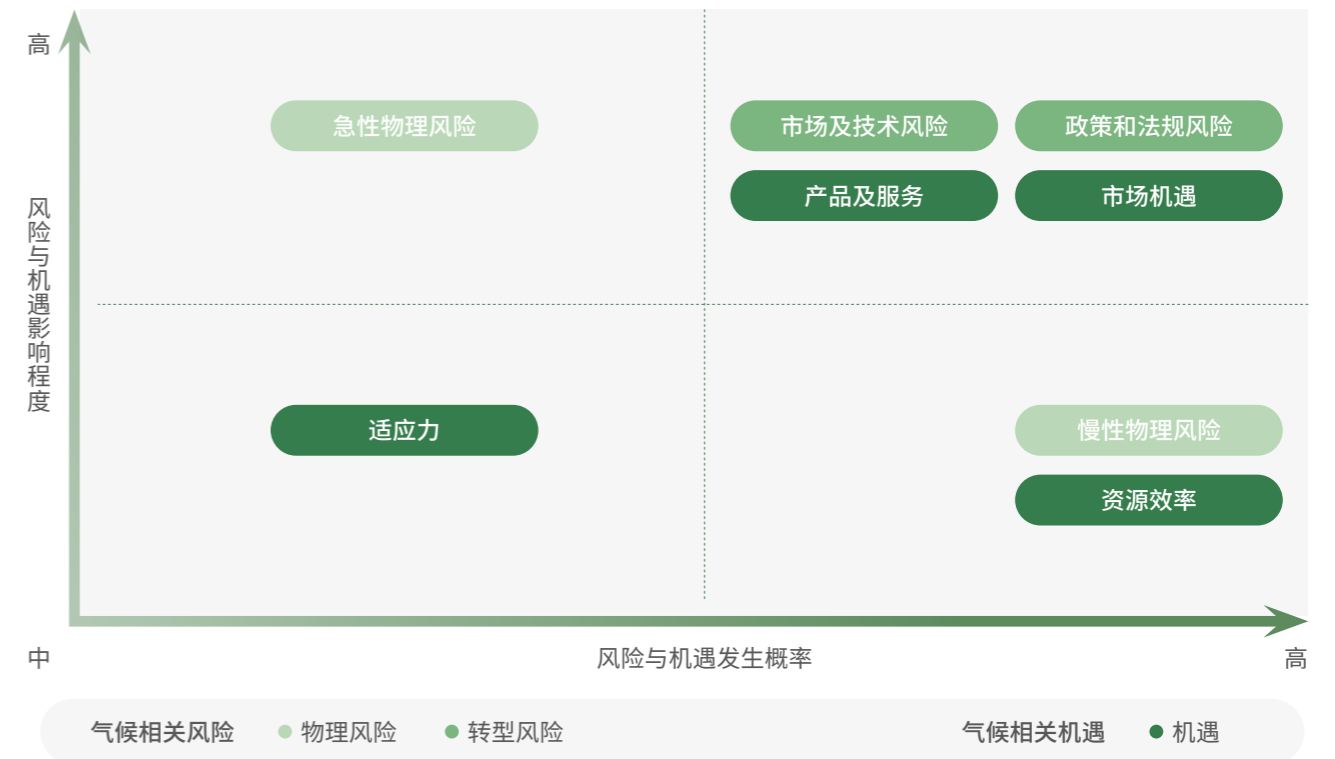 高
风险与机遇影响程度
急性物理风险
市场及技术风险
政策和法规风险
产品及服务
市场机遇
适应力
慢性物理风险
资源效率
中
风险与机遇发生概率
高
气候相关风险
物理风险
转型风险
气候相关机遇
机遇